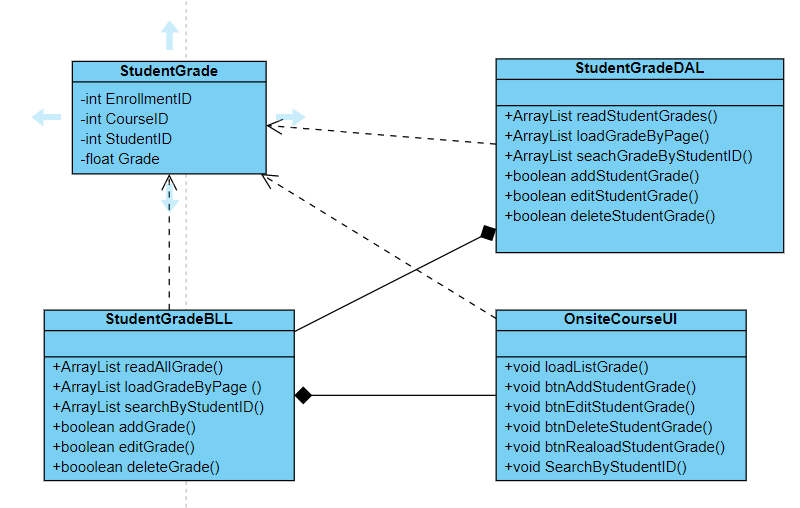 StudentGrade
-int EnrollmentID
-int CourseID
-int StudentID
-float Grade
StudentGradeDAL
+ArrayList readStudentGrades()
+ArrayList loadGradeByPage()
+ArrayList seachGradeByStudentID()
+boolean addStudentGrade()
+boolean editStudentGrade()
+boolean deleteStudentGrade()
StudentGradeBLL
+ArrayList readAllGrade()
+ArrayList loadGradeByPage ()
+ArrayList searchByStudentID()
+boolean addGrade()
+boolean editGrade()
+booolean deleteGrade()
OnsiteCourseUI
+void loadListGrade()
+void btnAddStudentGrade()
+void btnEditStudentGrade()
+void btnDeleteStudentGrade()
+void btnRealoadStudentGrade()
+void SearchByStudentID()